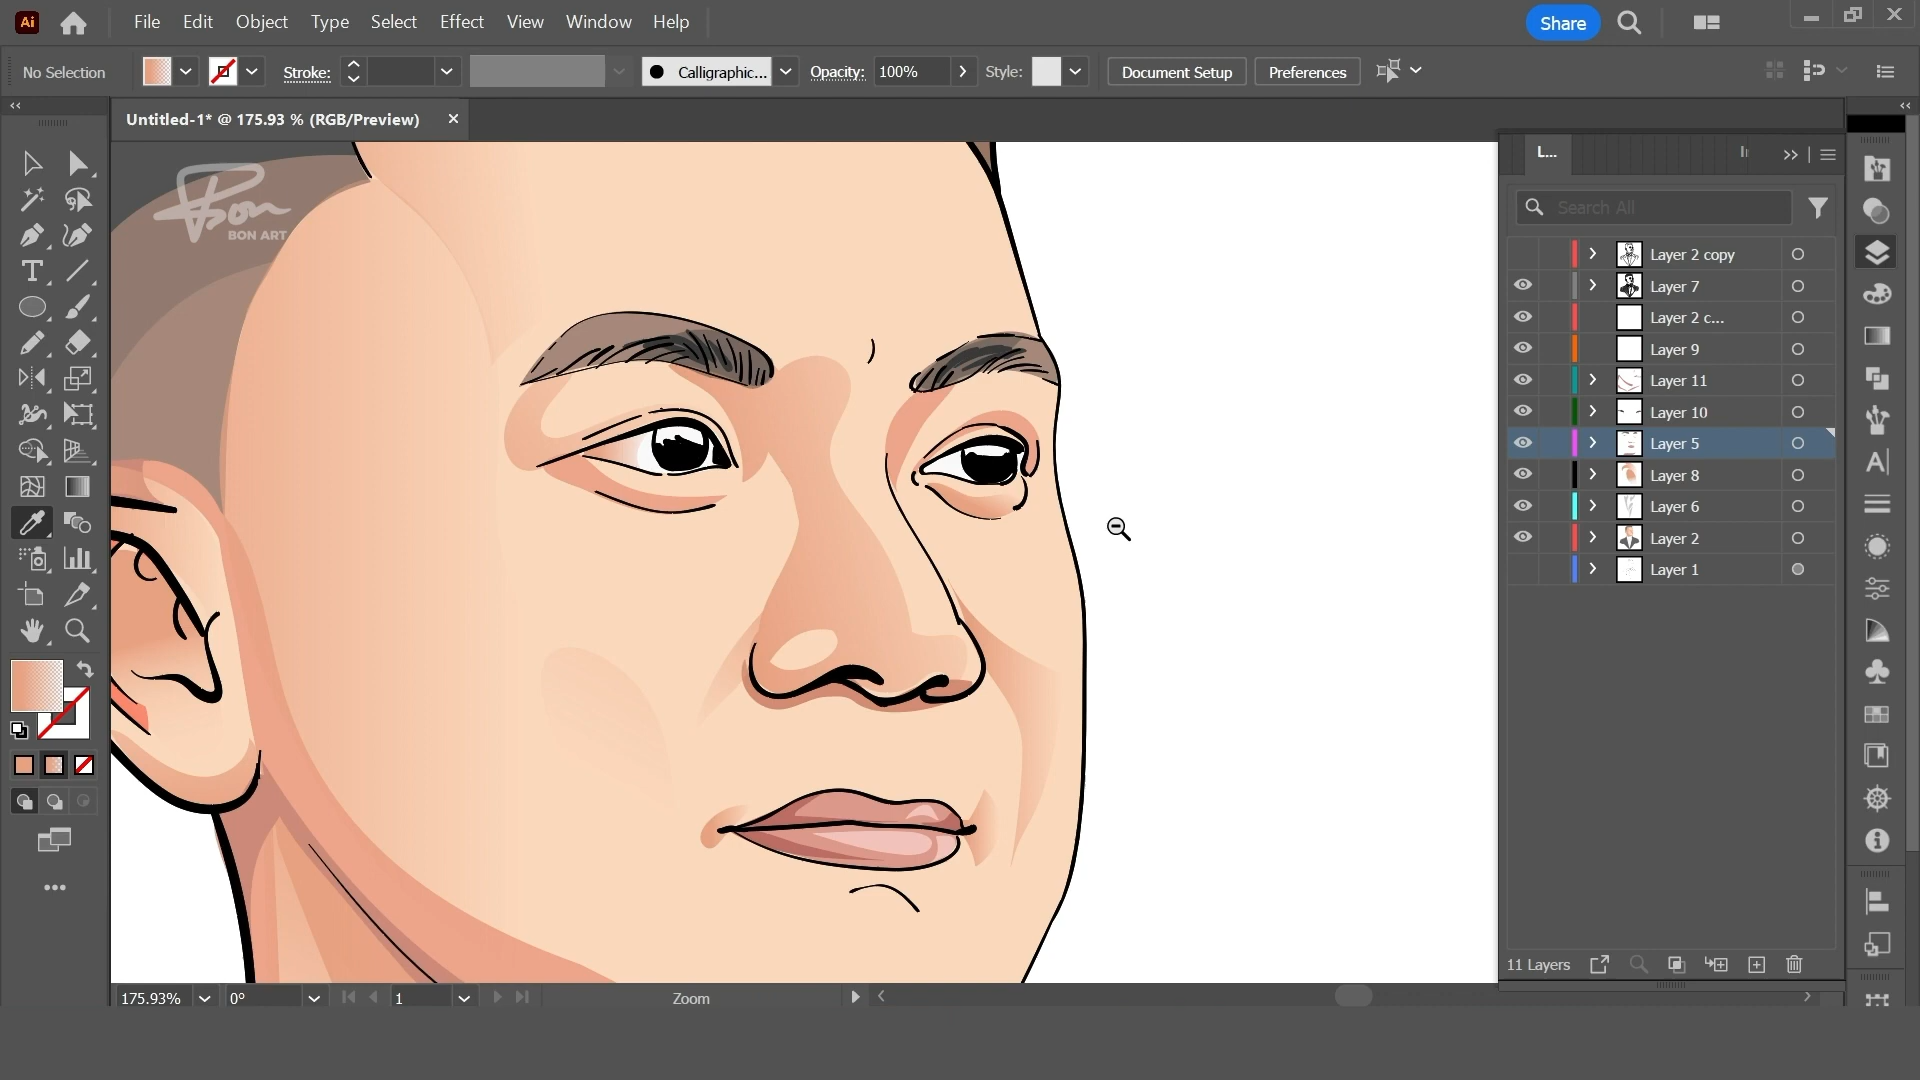 Ai File Edit Object Type Select Effect View Window Help Share
No Selection Stroke: Calligraphic... Opacity: 100% Style: Document Setup Preferences
Untitled-1* @ 175.93 % (RGB/Preview)
L...
Search All
Bon
BON ART
Layer 2 copy
Layer 7
Layer 2 c...
Layer 9
Layer 11
Layer 10
Layer 5
Layer 8
Layer 6
Layer 2
Layer 1
11 Layers
175.93% 0° 1 Zoom